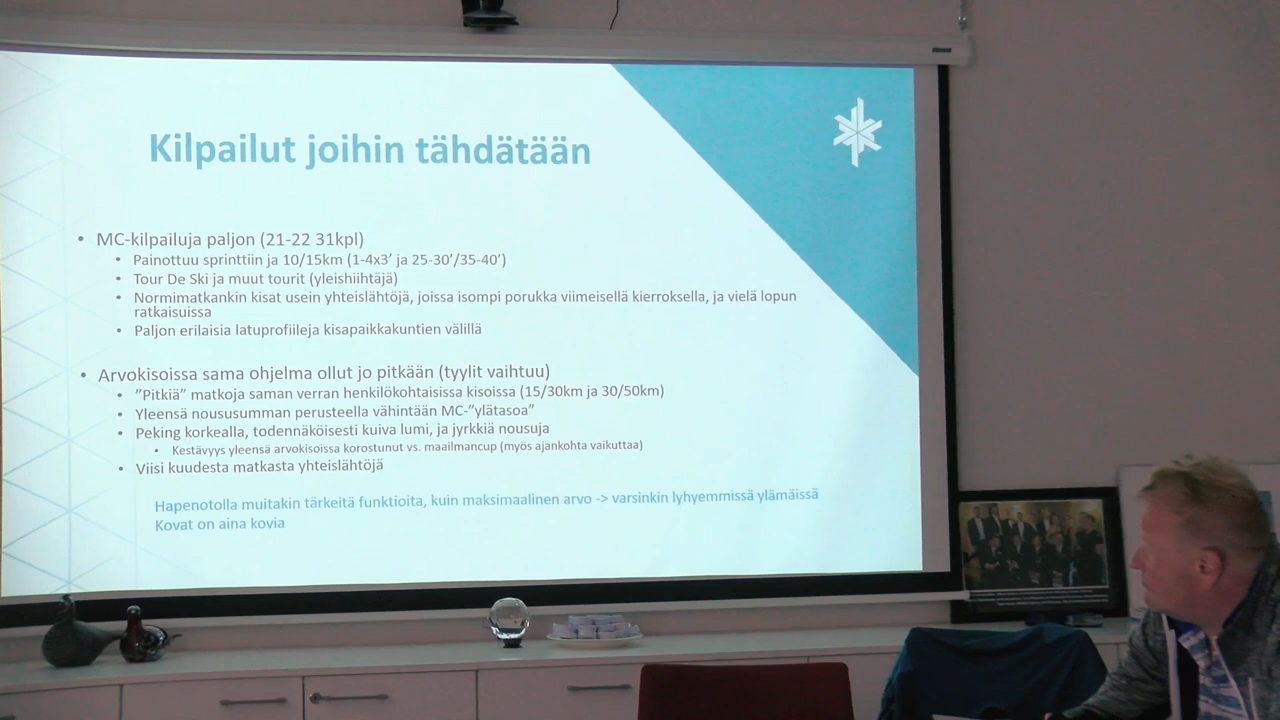 Kilpailut joihin tähdätään
• MC-kilpailuja paljon (21-22 31kpl)
• Painottuu sprinttiin ja 10/15km (1-4x3’ ja 25-30’/35-40’)
• Tour De Ski ja muut tourit (yleishiihtäjä)
• Normimatkankin kisat usein yhteislähtöjä, joissa isompi porukka viimeisellä kierroksella, ja vielä lopun
ratkaisuissa
• Paljon erilaisia latuprofiileja kisapaikkakuntien välillä
• Arvokisoissa sama ohjelma ollut jo pitkään (tyylit vaihtuu)
• ”Pitkiä” matkoja saman verran henkilökohtaisissa kisoissa (15/30km ja 30/50km)
• Yleensä noususumman perusteella vähintään MC-”ylätasoa”
• Peking korkealla, todennäköisesti kuiva lumi, ja jyrkkiä nousuja
• Kestävyys yleensä arvokisoissa korostunut vs. maailmancup (myös ajankohta vaikuttaa)
• Viisi kuudesta matkasta yhteislähtöjä
Hapenotolla muitakin tärkeitä funktioita, kuin maksimaalinen arvo -> varsinkin lyhyemmissä ylämäissä
Kovat on aina kovia